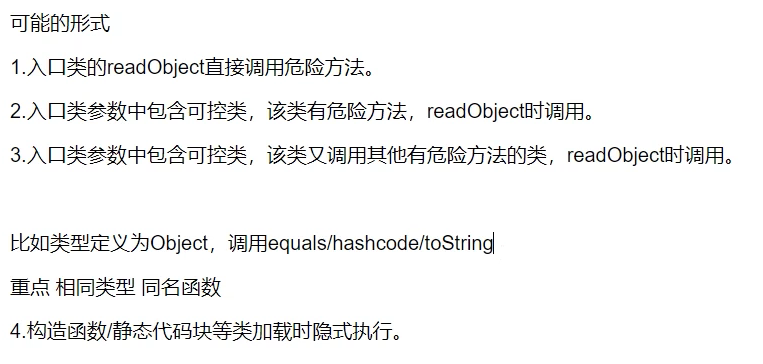 可能的形式
1.入口类的readObject直接调用危险方法。
2.入口类参数中包含可控类，该类有危险方法，readObject时调用。
3.入口类参数中包含可控类，该类又调用其他有危险方法的类，readObject时调用。
比如类型定义为Object，调用equals/hashcode/toString
重点 相同类型 同名函数
4.构造函数/静态代码块等类加载时隐式执行。